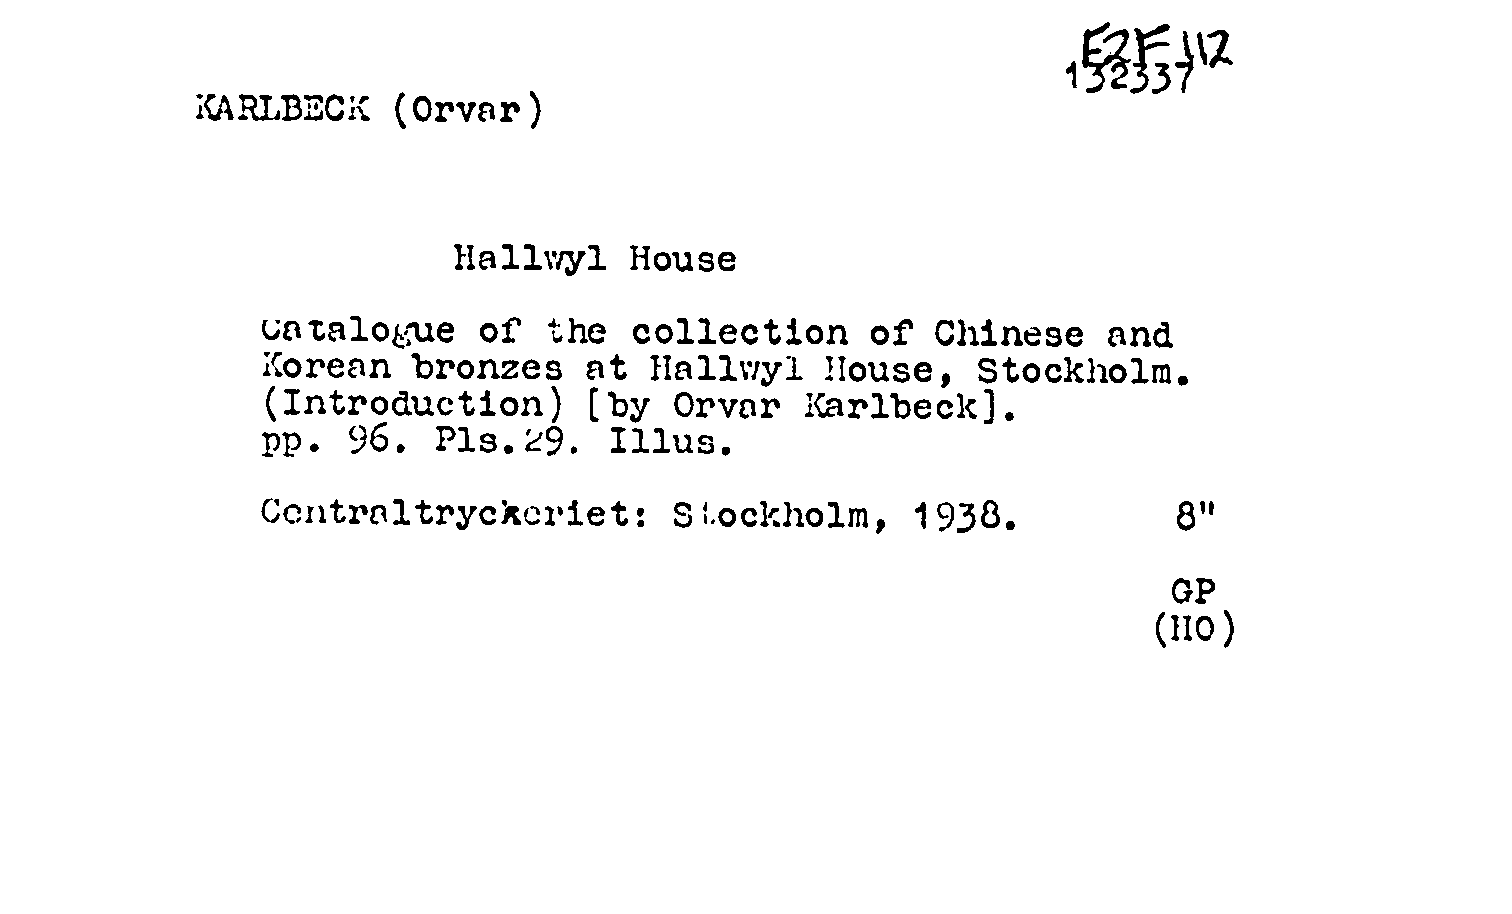 E2F 112
132337
KARLBECK (Orvar)
Hallwyl House
Catalogue of the collection of Chinese and
Korean bronzes at Hallwyl House, Stockholm.
(Introduction) [by Orvar Karlbeck].
pp. 96. Pls.29. Illus.
Centraltryckeriet: Stockholm, 1938. 8"
GP
(HO)